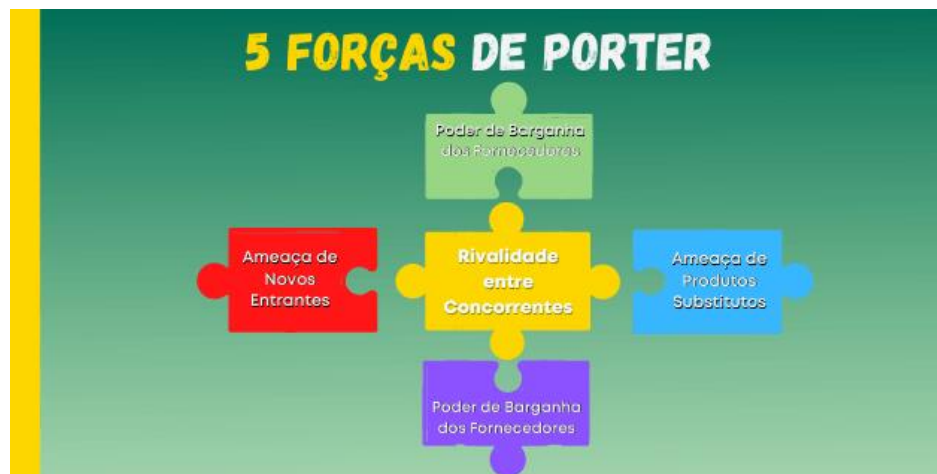 5 FORÇAS DE PORTER
Poder de Barganha
dos Fornecedores
Ameaça de
Novos
Entrantes
Rivalidade
entre
Concorrentes
Ameaça de
Produtos
Substitutos
Poder de Barganha
dos Fornecedores